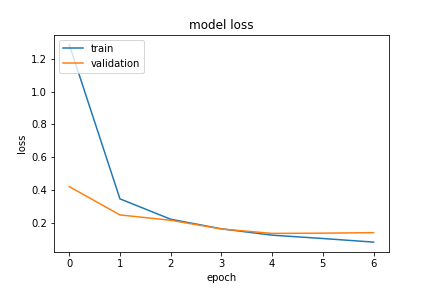 model loss
train
validation
1.2
1.0
0.8
0.6
0.4
0.2
loss
0 1 2 3 4 5 6
epoch